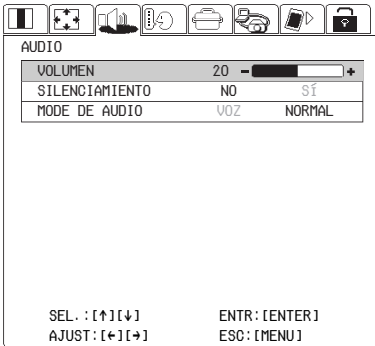 AUDIO
VOLUMEN 20 - +
SILENCIAMIENTO NO SÍ
MODE DE AUDIO VOZ NORMAL
SEL.:[↑][↓] ENTR:[ENTER]
AJUST:[←][→] ESC:[MENU]